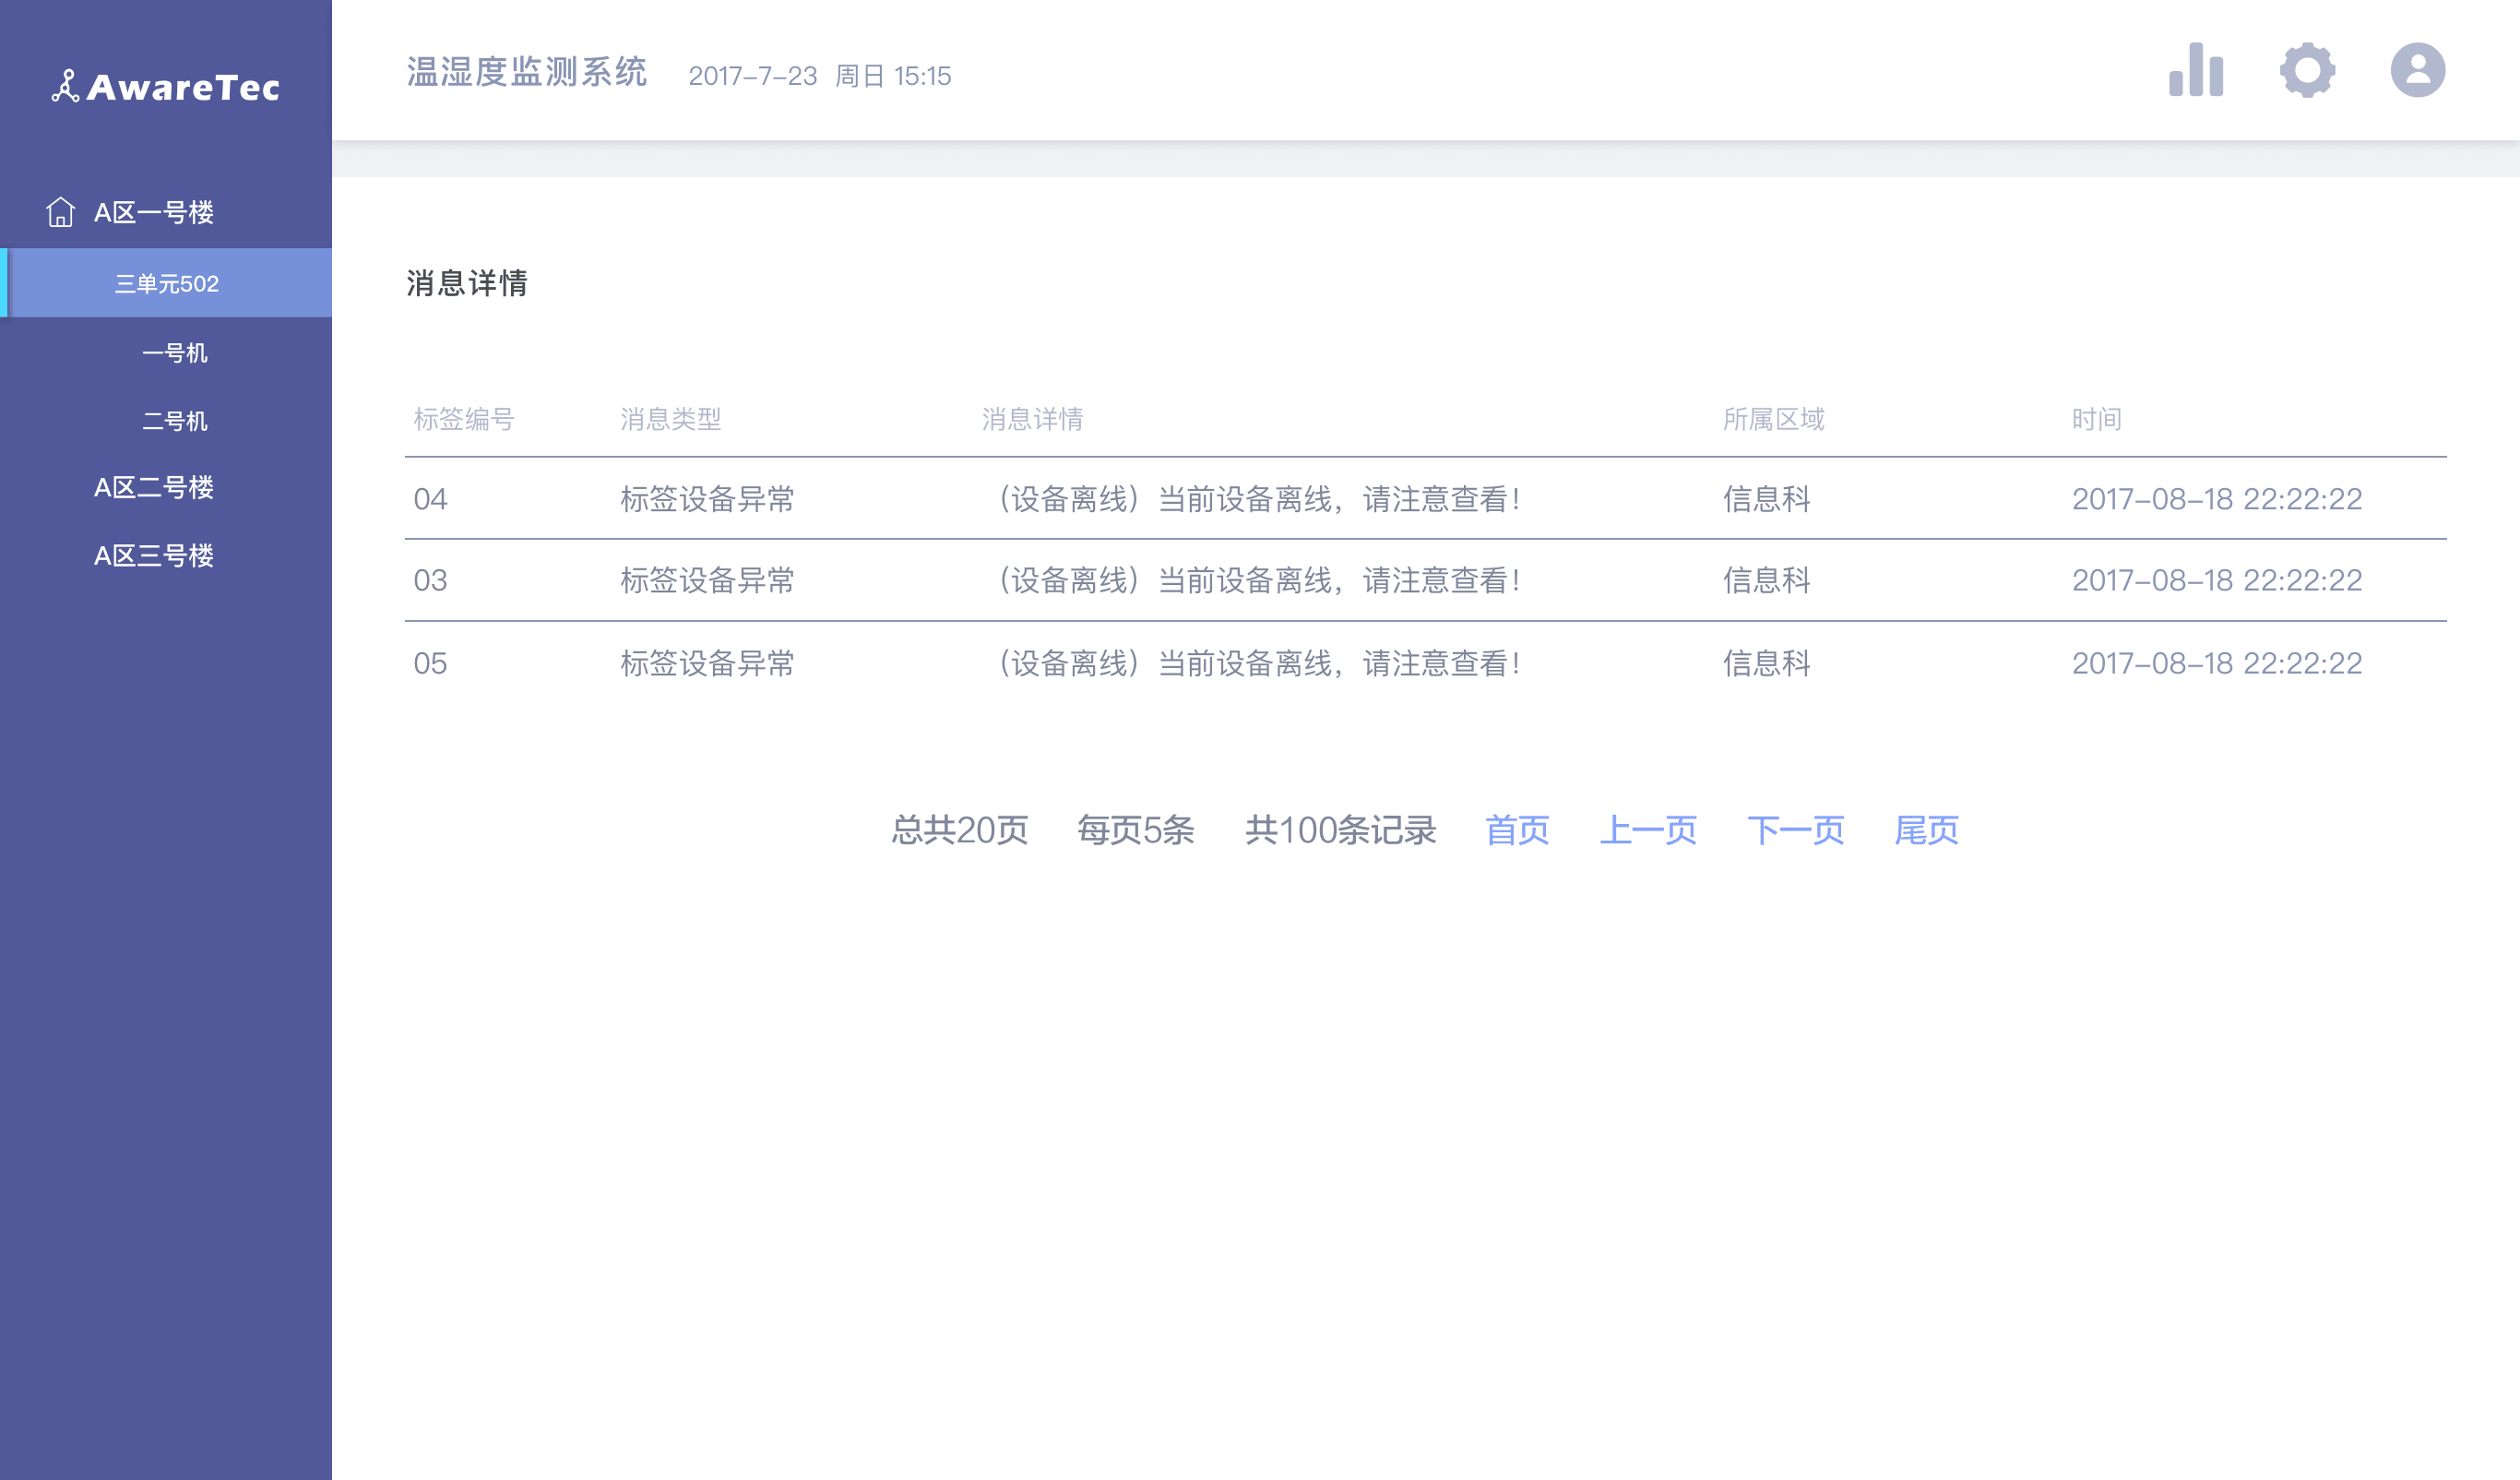 AwareTec
A区一号楼
三单元502
一号机
二号机
A区二号楼
A区三号楼
温湿度监测系统 2017-7-23 周日 15:15
消息详情
标签编号 消息类型 消息详情 所属区域 时间
04 标签设备异常 （设备离线）当前设备离线，请注意查看！ 信息科 2017-08-18 22:22:22
03 标签设备异常 （设备离线）当前设备离线，请注意查看！ 信息科 2017-08-18 22:22:22
05 标签设备异常 （设备离线）当前设备离线，请注意查看！ 信息科 2017-08-18 22:22:22
总共20页 每页5条 共100条记录 首页 上一页 下一页 尾页